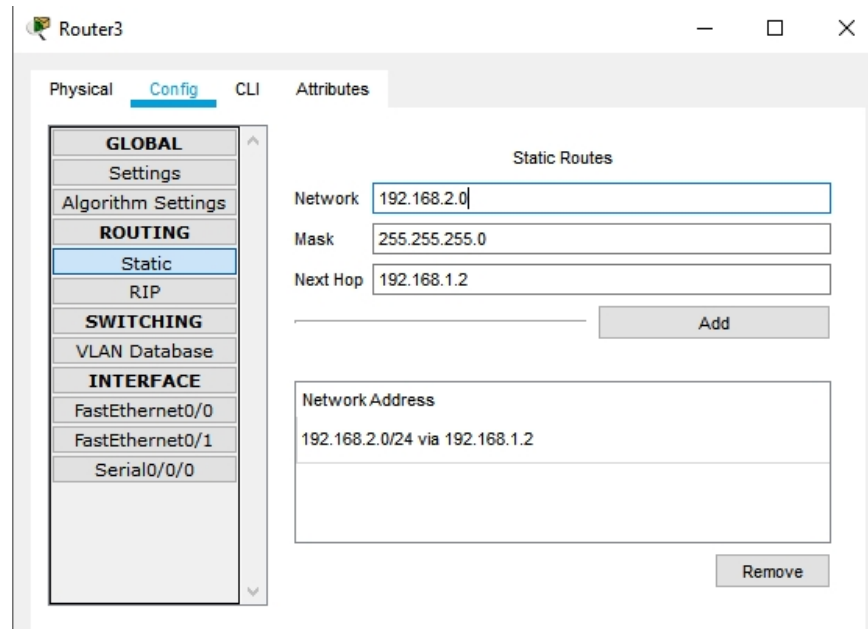 Router3
Physical Config CLI Attributes
GLOBAL
Settings
Algorithm Settings
ROUTING
Static
RIP
SWITCHING
VLAN Database
INTERFACE
FastEthernet0/0
FastEthernet0/1
Serial0/0/0
Static Routes
Network 192.168.2.0
Mask 255.255.255.0
Next Hop 192.168.1.2
Add
Network Address
192.168.2.0/24 via 192.168.1.2
Remove